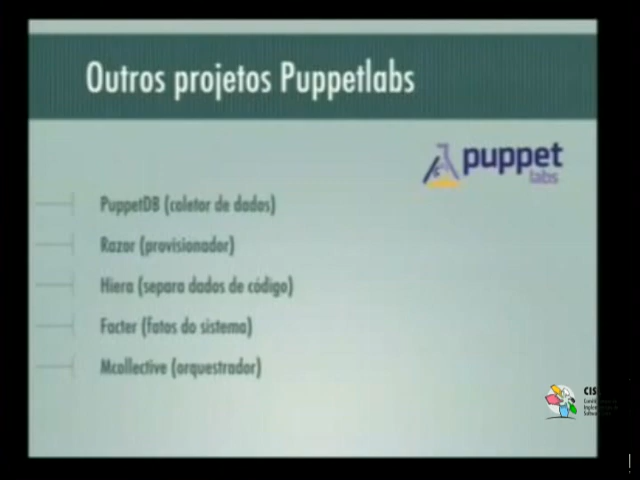 Outros projetos Puppetlabs
puppet
labs
PuppetDB (coletor de dados)
Razor (provisionador)
Hiera (separa dados de código)
Facter (fatos do sistema)
Mcollective (orquestrador)
CIS